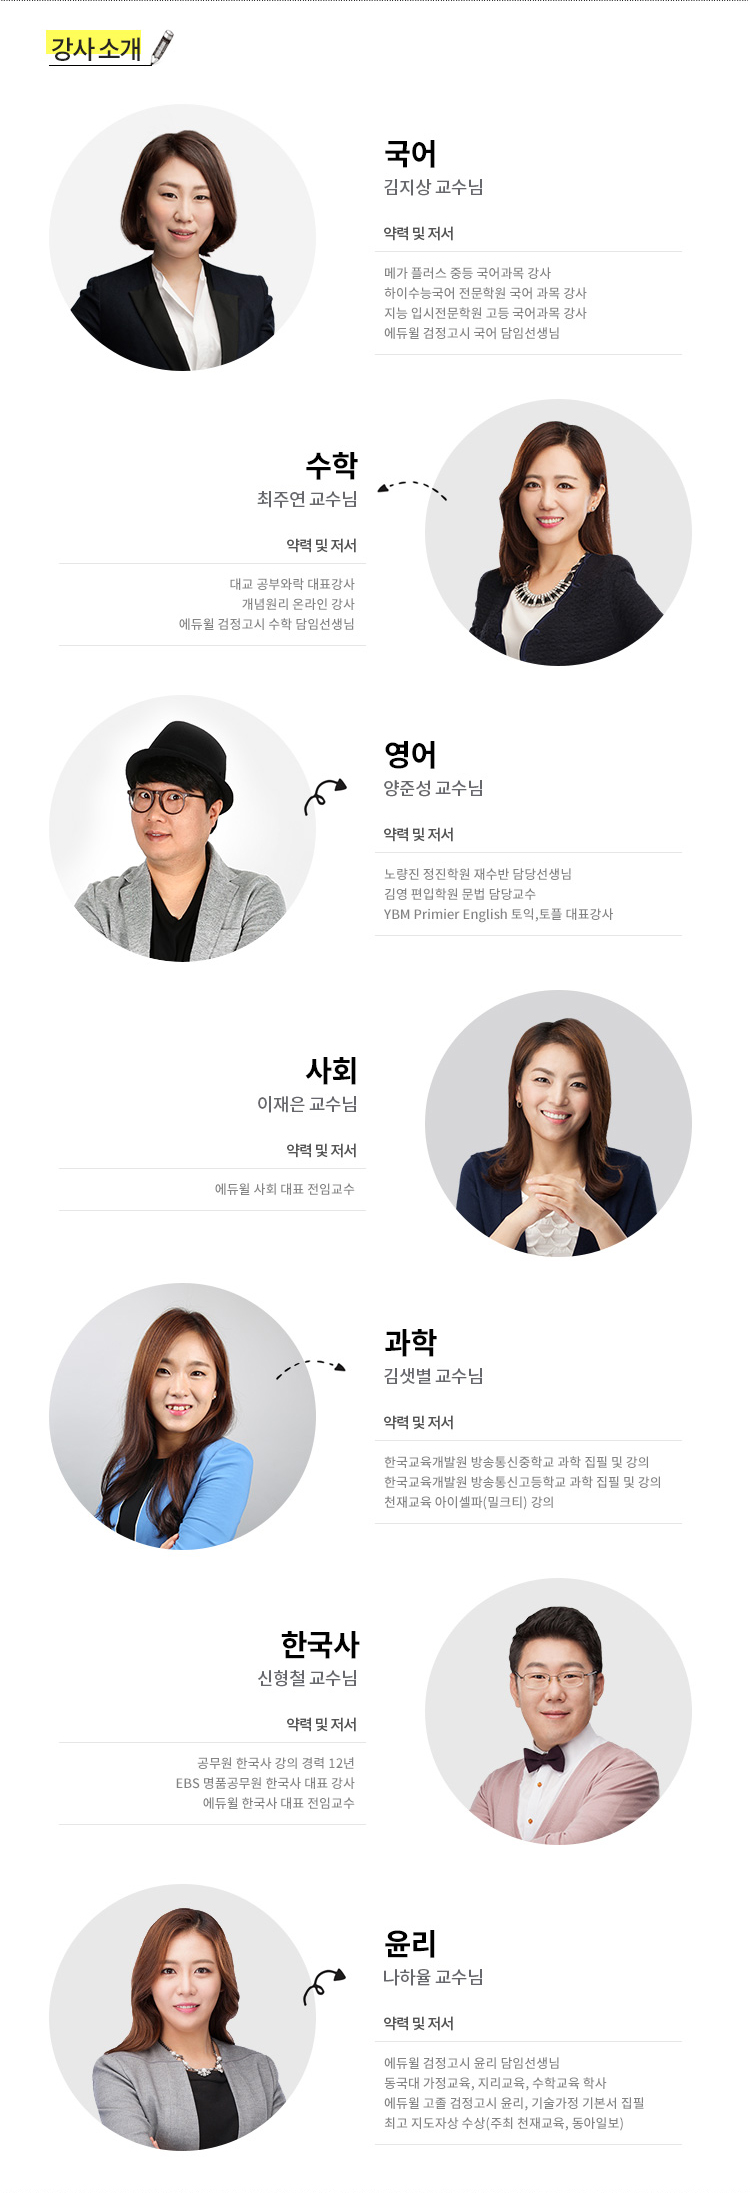 강사 소개
국어
김지상 교수님
약력 및 저서
메가 플러스 중등 국어과목 강사
하이수능국어 전문학원 국어 과목 강사
지능 입시전문학원 고등 국어과목 강사
에듀윌 검정고시 국어 담임선생님
수학
최주연 교수님
약력 및 저서
대교 공부와락 대표강사
개념원리 온라인 강사
에듀윌 검정고시 수학 담임선생님
영어
양준성 교수님
약력 및 저서
노량진 정진학원 재수반 담당선생님
김영 편입학원 문법 담당교수
YBM Primier English 토익,토플 대표강사
사회
이재은 교수님
약력 및 저서
에듀윌 사회 대표 전임교수
과학
김샛별 교수님
약력 및 저서
한국교육개발원 방송통신중학교 과학 집필 및 강의
한국교육개발원 방송통신고등학교 과학 집필 및 강의
천재교육 아이셀파(밀크티) 강의
한국사
신형철 교수님
약력 및 저서
공무원 한국사 강의 경력 12년
EBS 명품공무원 한국사 대표 강사
에듀윌 한국사 대표 전임교수
윤리
나하율 교수님
약력 및 저서
에듀윌 검정고시 윤리 담임선생님
동국대 가정교육, 지리교육, 수학교육 학사
에듀윌 고졸 검정고시 윤리, 기술가정 기본서 집필
최고 지도자상 수상(주최 천재교육, 동아일보)